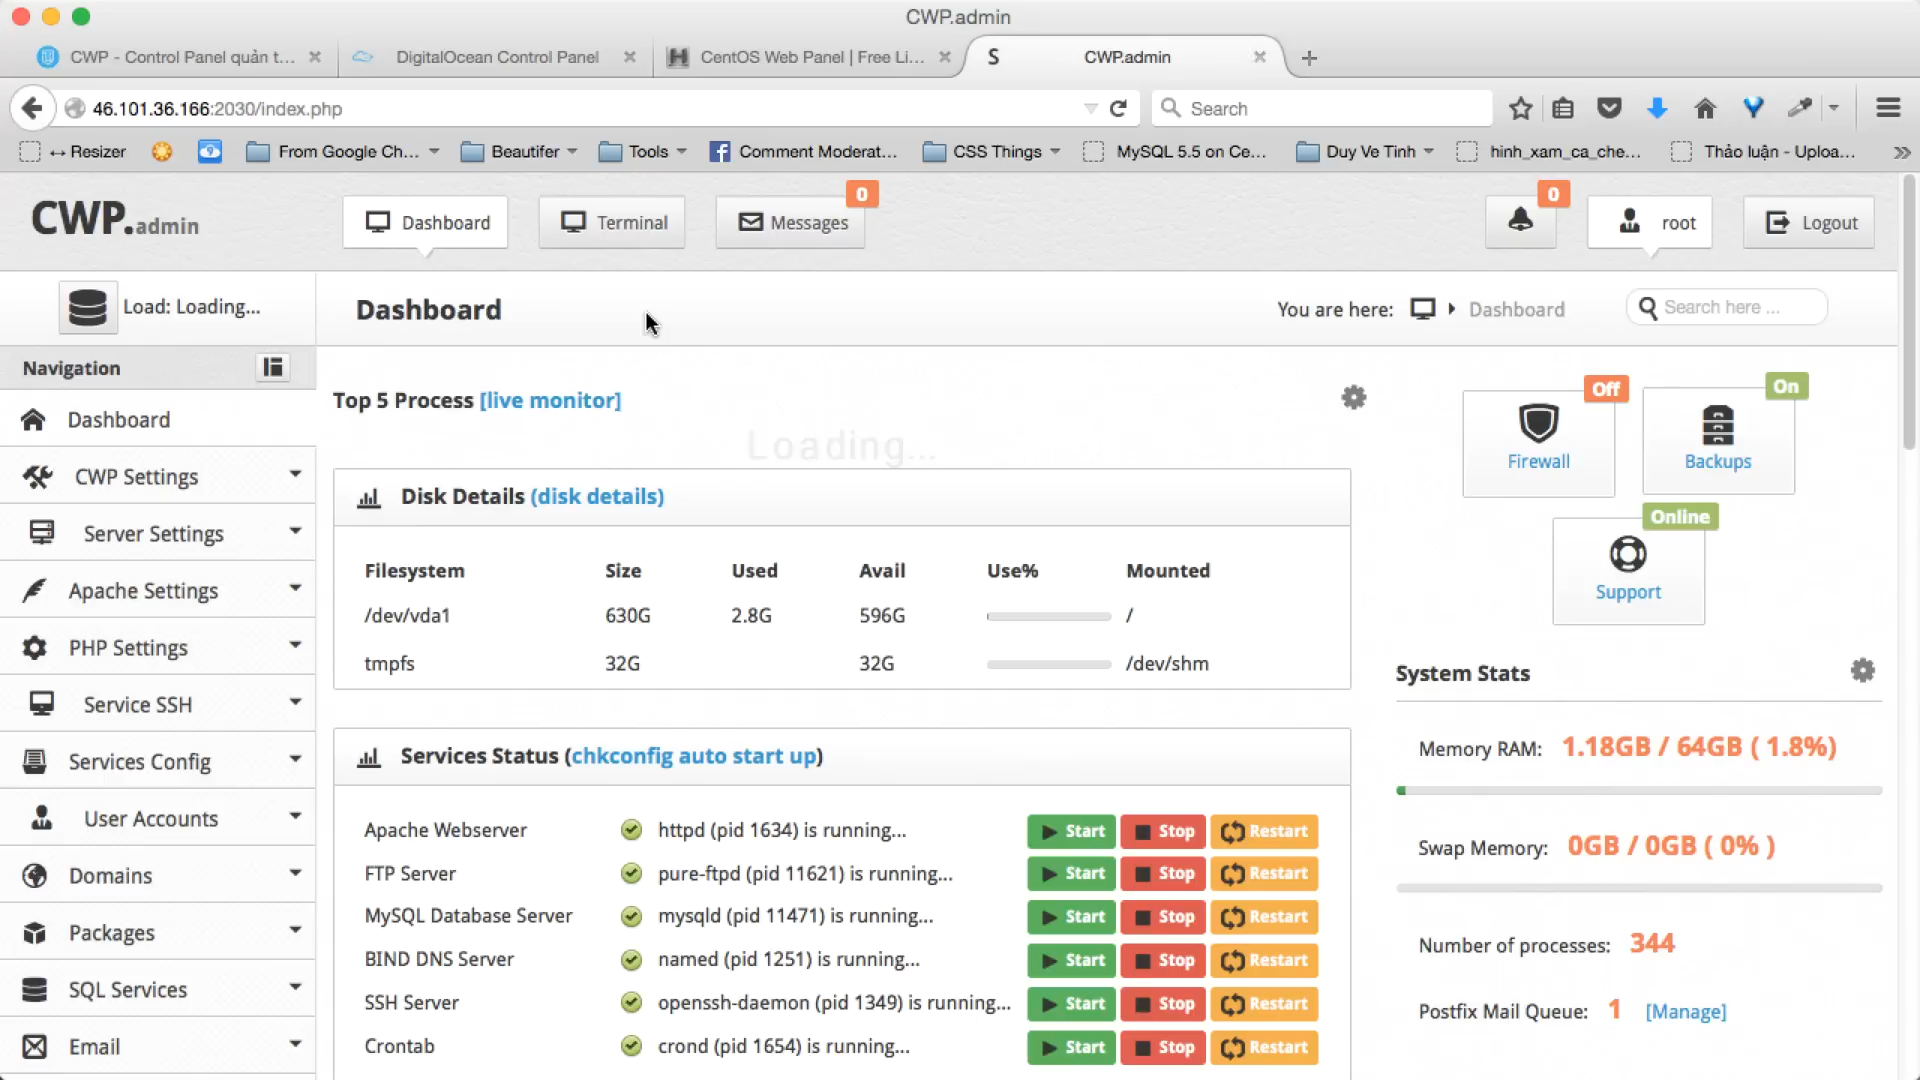 CWP.admin
CWP - Control Panel quản t...
DigitalOcean Control Panel
CentOS Web Panel | Free Li...
S
CWP.admin
46.101.36.166:2030/index.php
Search
↔ Resizer
From Google Ch...
Beautifer
Tools
Comment Moderat...
CSS Things
MySQL 5.5 on Ce...
Duy Ve Tinh
hinh_xam_ca_che...
Thảo luận - Uploa...
CWP.admin
Dashboard
Terminal
Messages
0
0
root
Logout
Load: Loading...
Dashboard
You are here:
Dashboard
Search here ...
Navigation
Dashboard
CWP Settings
Server Settings
Apache Settings
PHP Settings
Service SSH
Services Config
User Accounts
Domains
Packages
SQL Services
Email
Top 5 Process [live monitor]
Loading...
Disk Details (disk details)
Filesystem Size Used Avail Use% Mounted
/dev/vda1 630G 2.8G 596G /
tmpfs 32G 32G /dev/shm
Services Status (chkconfig auto start up)
Apache Webserver httpd (pid 1634) is running... Start Stop Restart
FTP Server pure-ftpd (pid 11621) is running... Start Stop Restart
MySQL Database Server mysqld (pid 11471) is running... Start Stop Restart
BIND DNS Server named (pid 1251) is running... Start Stop Restart
SSH Server openssh-daemon (pid 1349) is running... Start Stop Restart
Crontab crond (pid 1654) is running... Start Stop Restart
Off
Firewall
On
Backups
Online
Support
System Stats
Memory RAM: 1.18GB / 64GB ( 1.8%)
Swap Memory: 0GB / 0GB ( 0% )
Number of processes: 344
Postfix Mail Queue: 1 [Manage]